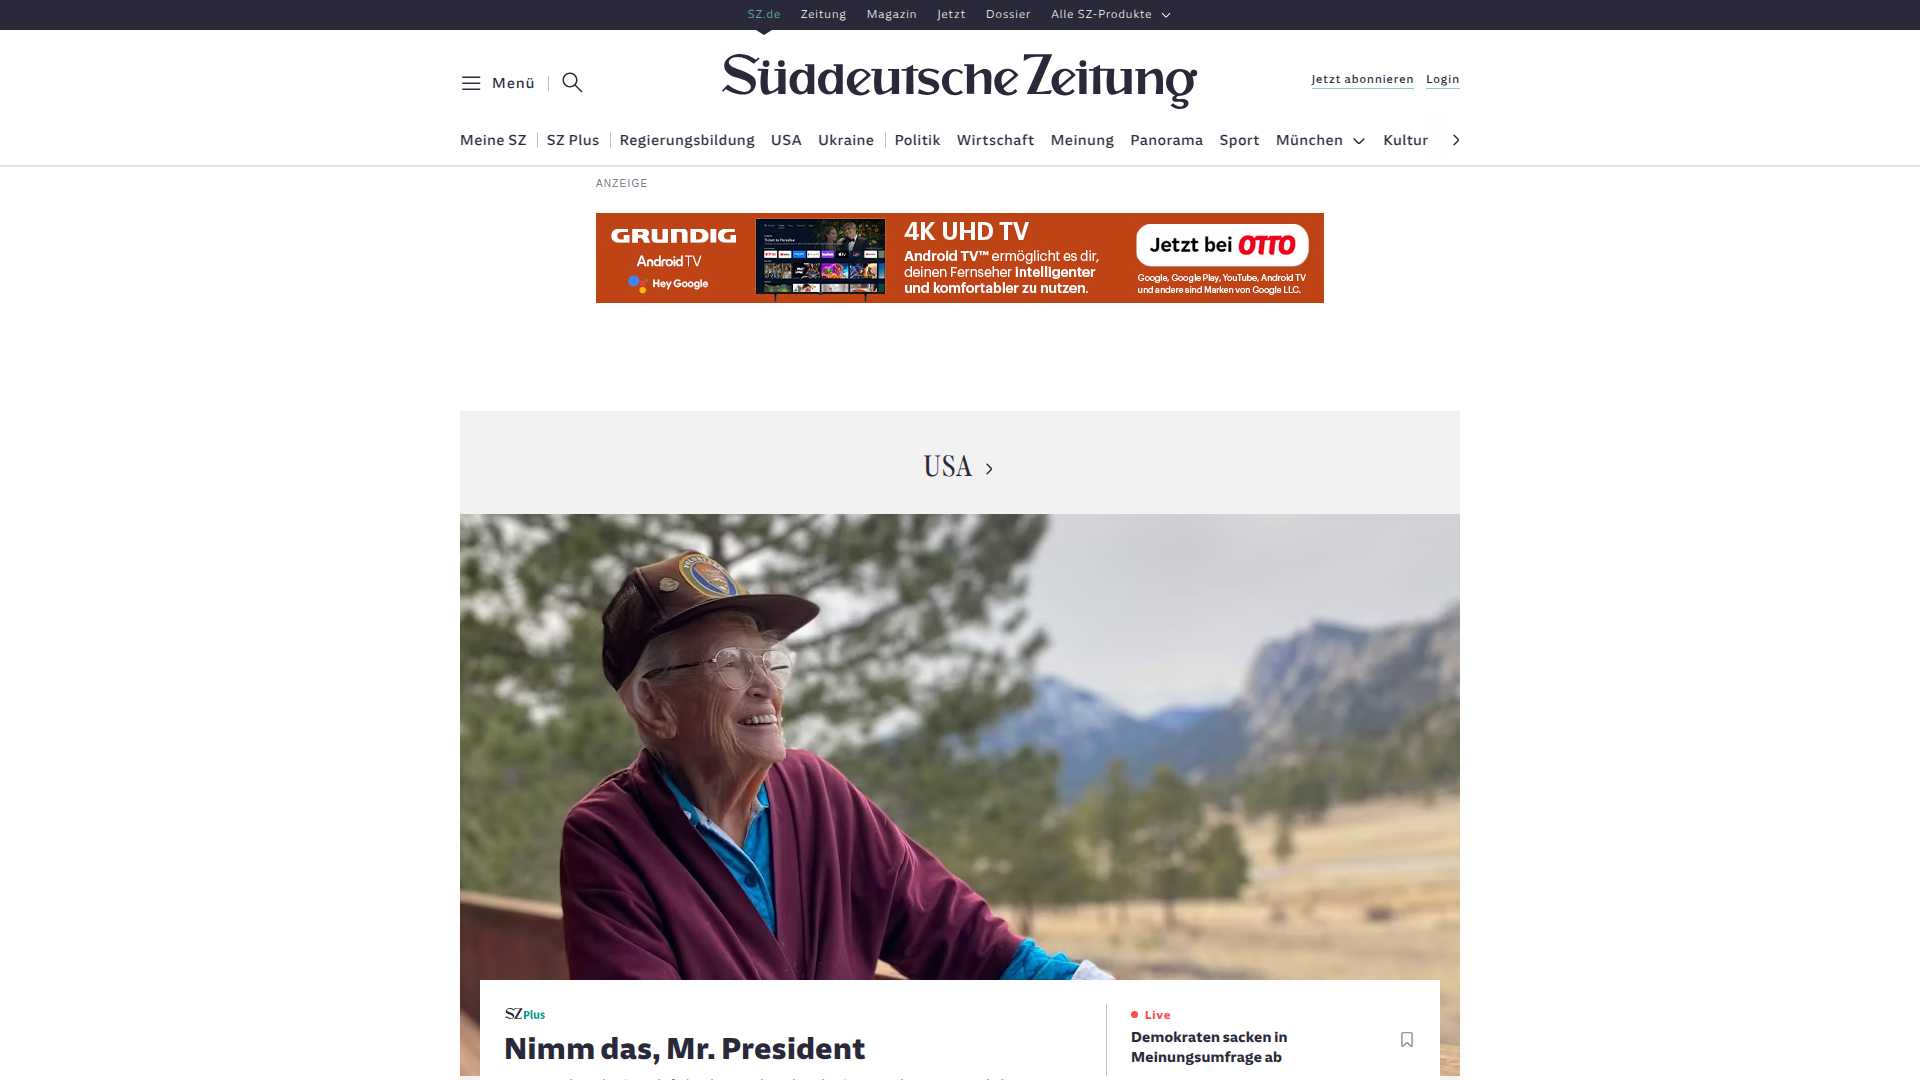 SZ.de Zeitung Magazin Jetzt Dossier Alle SZ-Produkte
Menü
Süddeutsche Zeitung
Jetzt abonnieren Login
Meine SZ SZ Plus Regierungsbildung USA Ukraine Politik Wirtschaft Meinung Panorama Sport München Kultur
ANZEIGE
GRUNDIG
Android TV
Hey Google
4K UHD TV
Android TV™ ermöglicht es dir,
deinen Fernseher intelligenter
und komfortabler zu nutzen.
Jetzt bei OTTO
Google, Google Play, YouTube, Android TV
und andere sind Marken von Google LLC.
USA
SZ Plus
Nimm das, Mr. President
Live
Demokraten sacken in
Meinungsumfrage ab